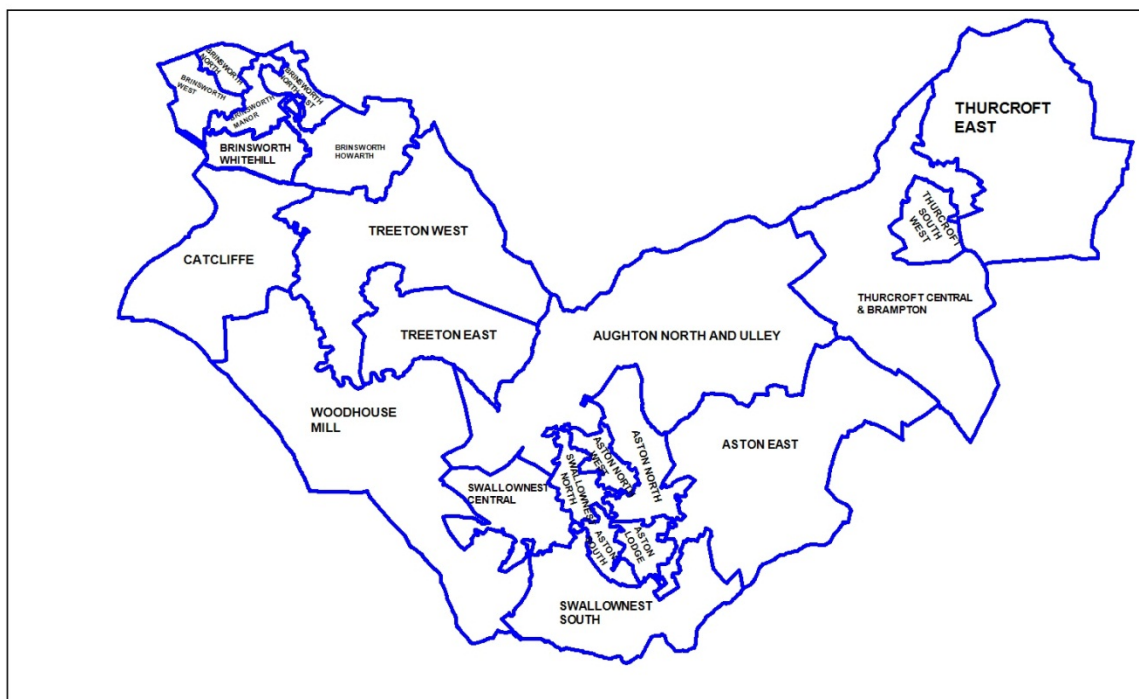 BRINSWORTH
NORTH
BRINSWORTH
WEST
BRINSWORTH
NORTH EAST
BRINSWORTH
MANOR
BRINSWORTH
WHITEHILL
BRINSWORTH
HOWARTH
THURCROFT
EAST
THURCROFT
SOUTH
WEST
TREETON WEST
CATCLIFFE
THURCROFT CENTRAL
& BRAMPTON
TREETON EAST
AUGHTON NORTH AND ULLEY
WOODHOUSE
MILL
ASTON EAST
ASTON NORTH
ASTON NORTH
WEST
SWALLOWNEST
NORTH
SWALLOWNEST
CENTRAL
ASTON
SOUTH
ASTON
LODGE
SWALLOWNEST
SOUTH